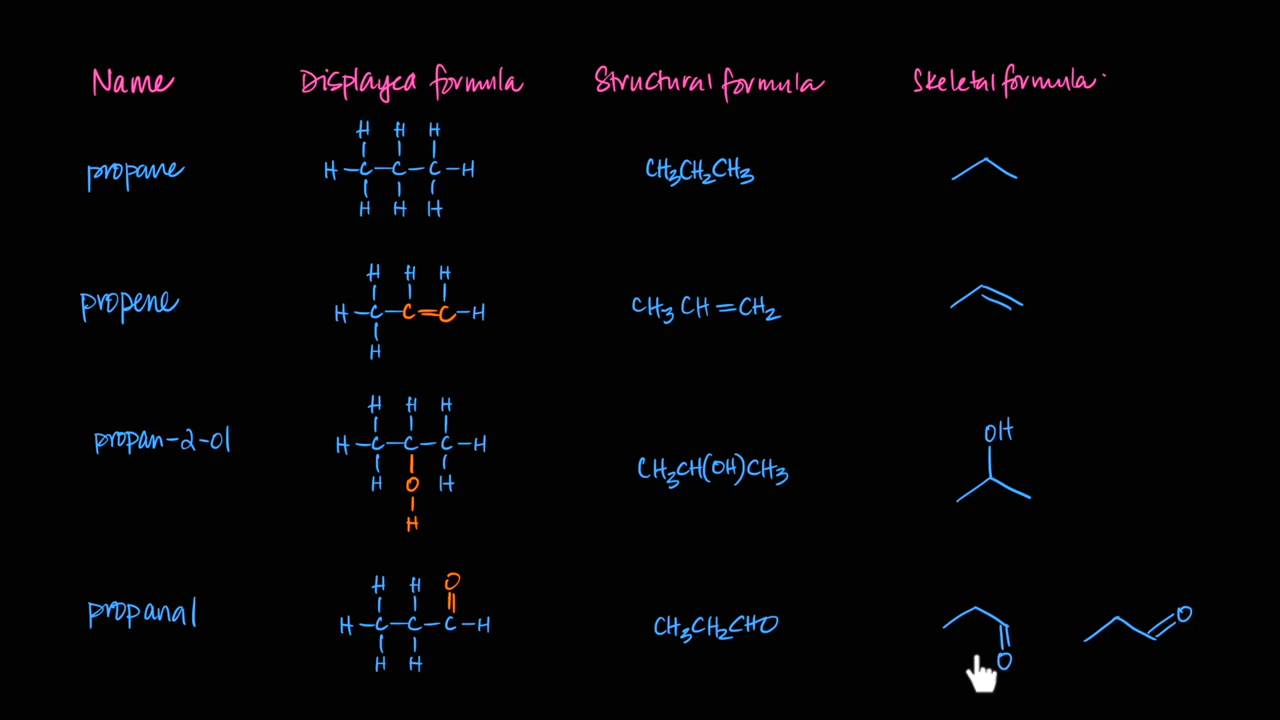 Name Displayed formula Structural formula Skeletal formula
H H H
propane H-C-C-C-H CH₃CH₂CH₃
H H H
H H H
propene H-C-C=C-H CH₃CH=CH₂
H
H H H
OH
propan-2-ol H-C-C-C-H
CH₃CH(OH)CH₃
H O H
H
H H O
propanal H-C-C-C-H CH₃CH₂CHO O
H H O